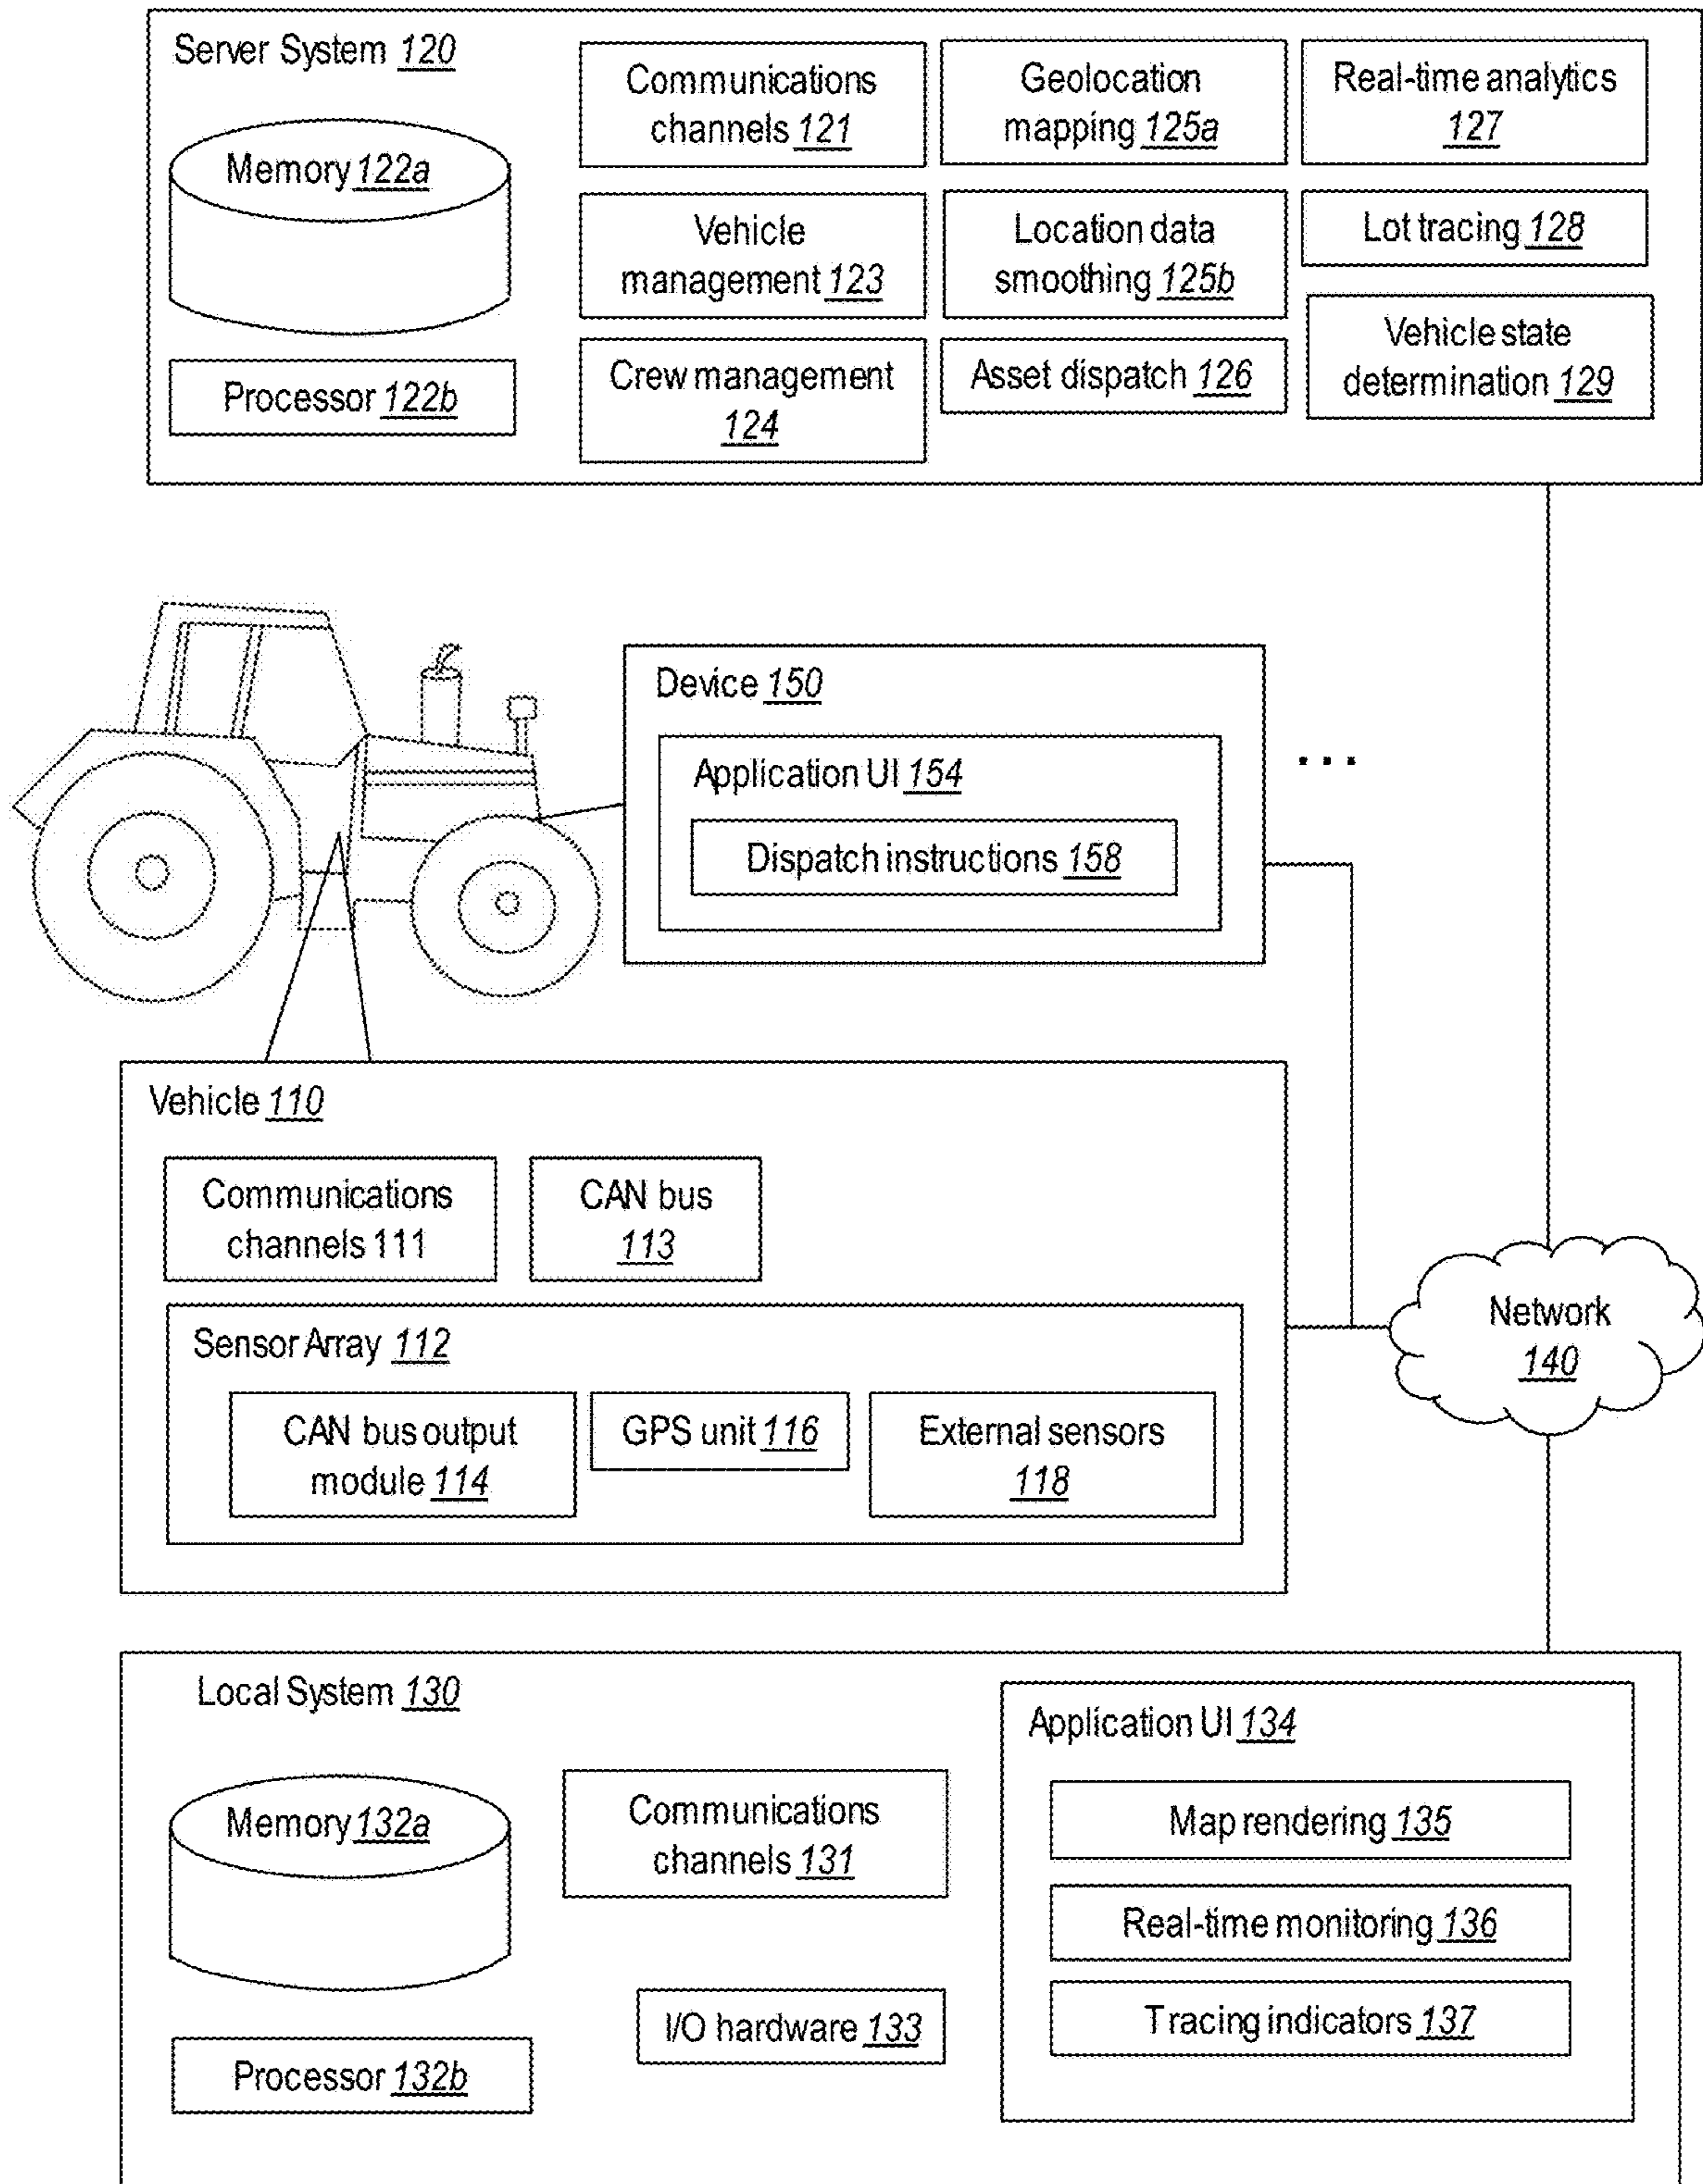 Server System 120
Memory 122a
Processor 122b
Communications
channels 121
Vehicle
management 123
Crew management
124
Geolocation
mapping 125a
Location data
smoothing 125b
Asset dispatch 126
Real-time analytics
127
Lot tracing 128
Vehicle state
determination 129
Device 150
Application UI 154
Dispatch instructions 158
...
Vehicle 110
Communications
channels 111
CAN bus
113
Sensor Array 112
CAN bus output
module 114
GPS unit 116
External sensors
118
Network
140
Local System 130
Memory 132a
Processor 132b
Communications
channels 131
I/O hardware 133
Application UI 134
Map rendering 135
Real-time monitoring 136
Tracing indicators 137